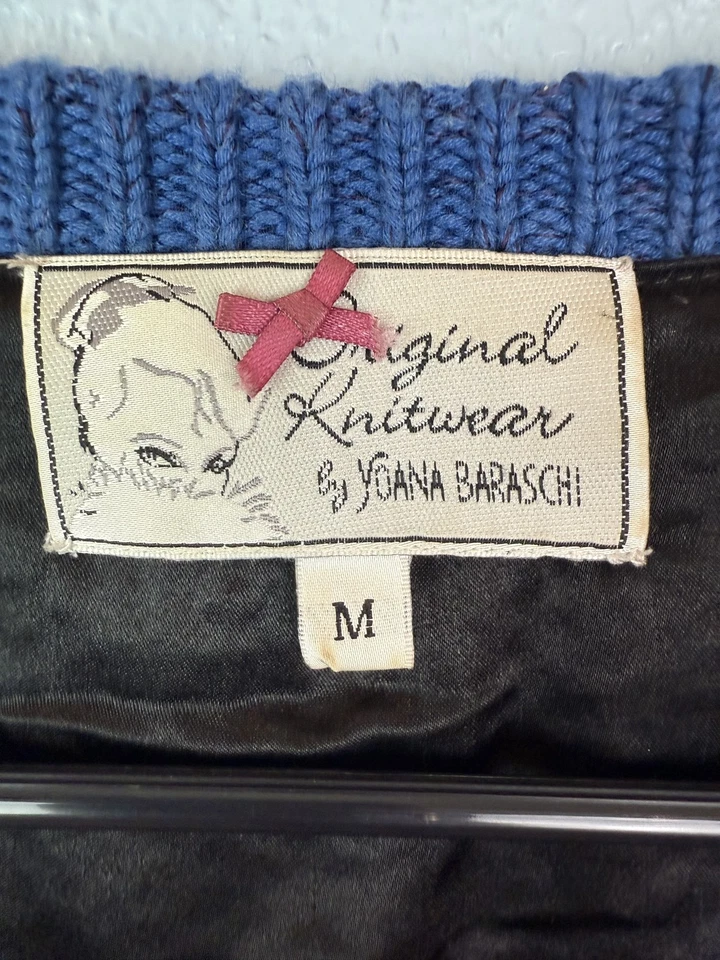 Original
Knitwear
By YOANA BARASCHI
M